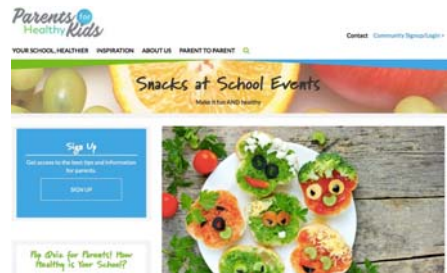 Parents for
Healthy Kids
Contact Community Signup/Login >
YOUR SCHOOL, HEALTHIER INSPIRATION ABOUT US PARENT TO PARENT
Snacks at School Events
Make it fun AND healthy
Sign Up
Get access to the best tips and information
for parents.
SIGN UP
Pop Quiz for Parents! How
Healthy is Your School?